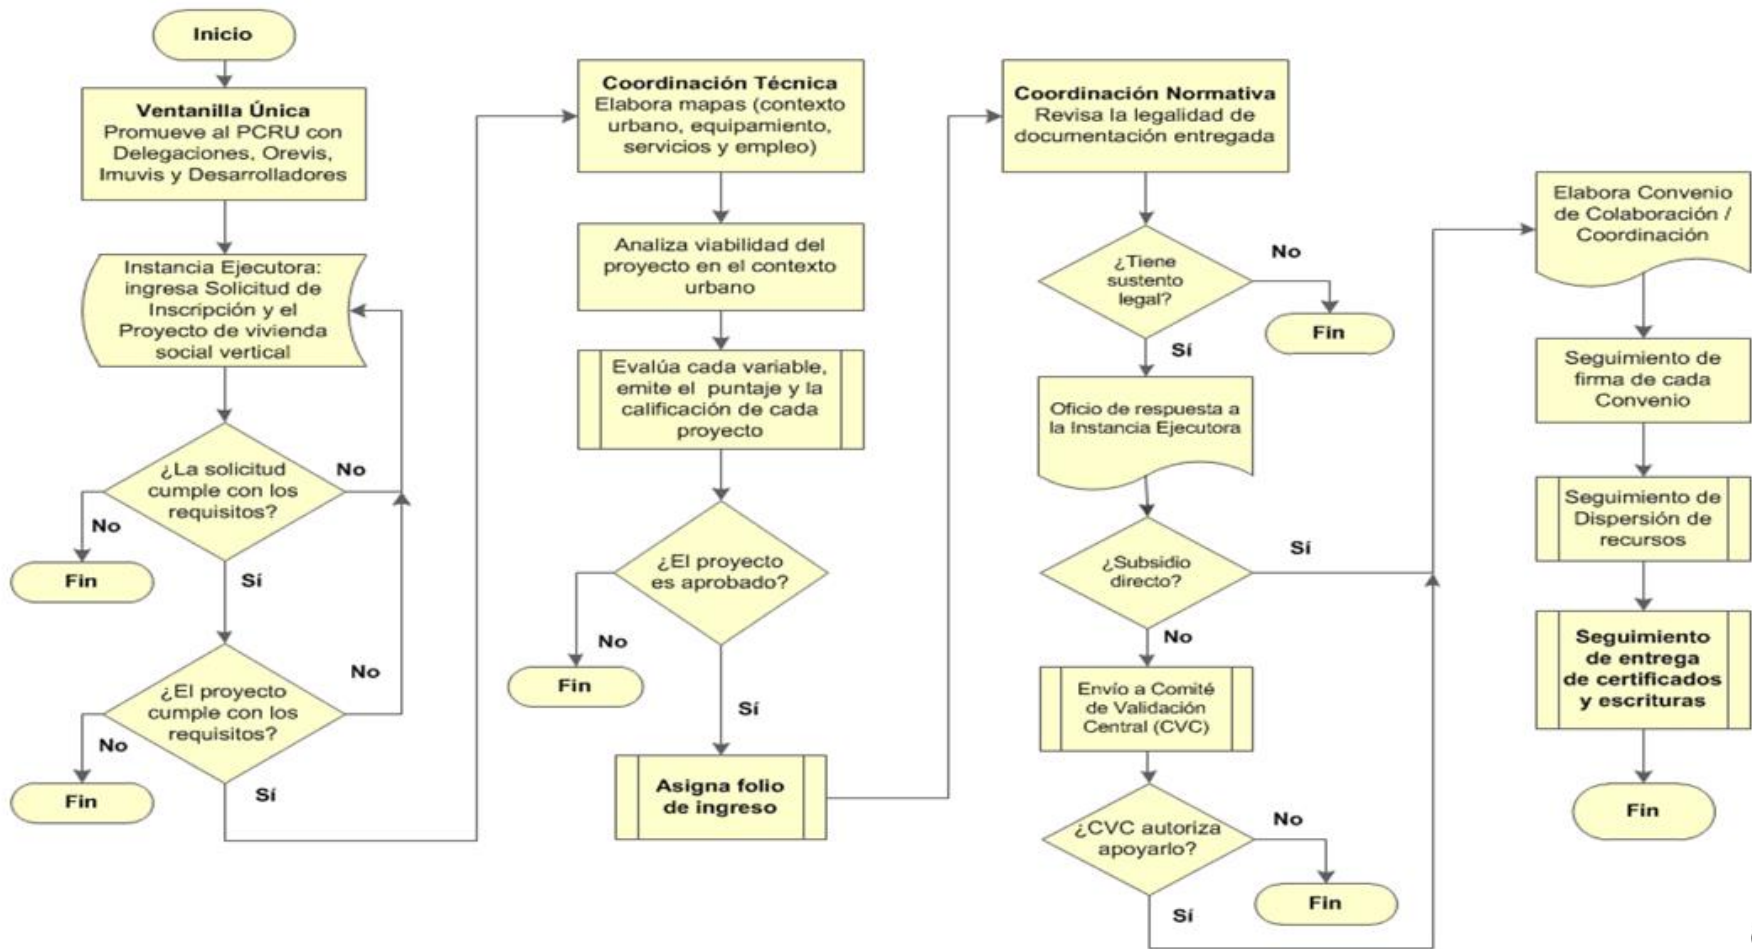 Inicio
Ventanilla Única
Promueve al PCRU con
Delegaciones, Orevis,
Imuvis y Desarrolladores
Instancia Ejecutora:
ingresa Solicitud de
Inscripción y el
Proyecto de vivienda
social vertical
¿La solicitud
cumple con los
requisitos?
No
No
Fin
Sí
¿El proyecto
cumple con los
requisitos?
No
No
Fin
Sí
Coordinación Técnica
Elabora mapas (contexto
urbano, equipamiento,
servicios y empleo)
Analiza viabilidad del
proyecto en el contexto
urbano
Evalúa cada variable,
emite el puntaje y la
calificación de cada
proyecto
¿El proyecto
es aprobado?
No
Fin
Sí
Asigna folio
de ingreso
Coordinación Normativa
Revisa la legalidad de
documentación entregada
¿Tiene
sustento
legal?
No
Fin
Sí
Oficio de respuesta a
la Instancia Ejecutora
¿Subsidio
directo?
Sí
No
Envío a Comité
de Validación
Central (CVC)
¿CVC autoriza
apoyarlo?
No
Fin
Sí
Elabora Convenio
de Colaboración /
Coordinación
Seguimiento de
firma de cada
Convenio
Seguimiento de
Dispersión de
recursos
Seguimiento
de entrega
de certificados
y escrituras
Fin